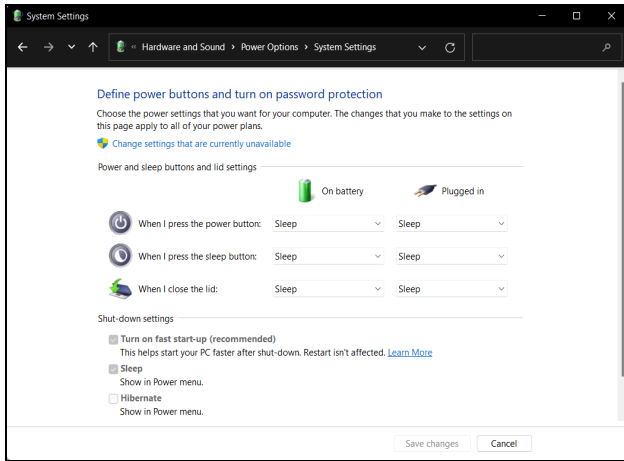 System Settings
« Hardware and Sound › Power Options › System Settings
Define power buttons and turn on password protection
Choose the power settings that you want for your computer. The changes that you make to the settings on
this page apply to all of your power plans.
Change settings that are currently unavailable
Power and sleep buttons and lid settings
On battery Plugged in
When I press the power button: Sleep Sleep
When I press the sleep button: Sleep Sleep
When I close the lid: Sleep Sleep
Shut-down settings
Turn on fast start-up (recommended)
This helps start your PC faster after shut-down. Restart isn't affected. Learn More
Sleep
Show in Power menu.
Hibernate
Show in Power menu.
Save changes Cancel